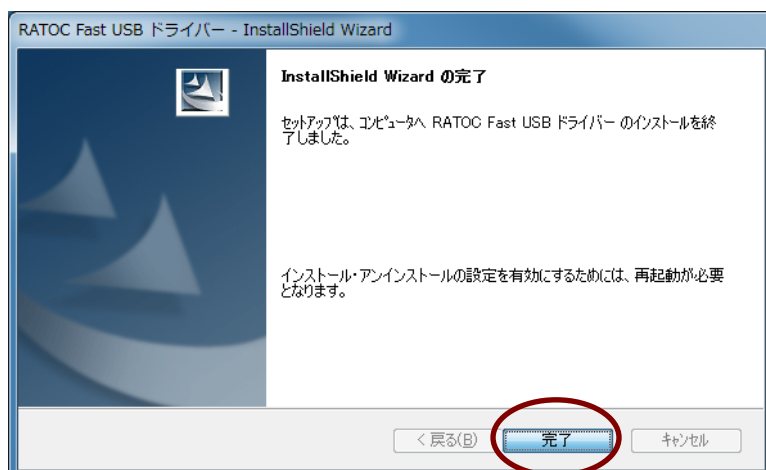 RATOC Fast USB ドライバー - InstallShield Wizard
InstallShield Wizard の完了
セットアップは、コンピュータへ RATOC Fast USB ドライバー のインストールを終
了しました。
インストール・アンインストールの設定を有効にするためには、再起動が必要
となります。
< 戻る(B) 完了 キャンセル